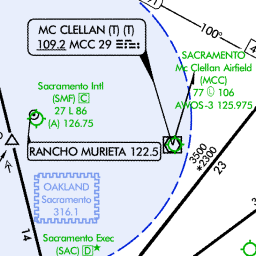 MC CLELLAN (T) (T)
109.2 MCC 29
100°
SACRAMENTO
Mc Clellan Airfield
(MCC)
77 106
AWOS-3 125.975
Sacramento Intl
(SMF) C
27 L 86
(A) 126.75
RANCHO MURIETA 122.5
3500
*2300
23
OAKLAND
Sacramento
316.1
14
Sacramento Exec
(SAC) D*